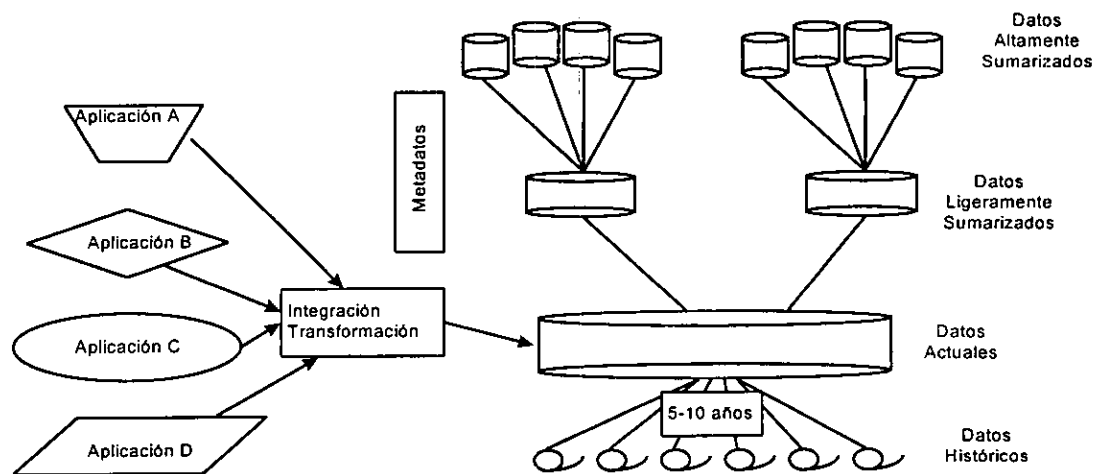 Datos
Altamente
Sumarizados
Aplicación A
Metadatos
Datos
Ligeramente
Sumarizados
Aplicación B
Integración
Transformación
Aplicación C
Datos
Actuales
5-10 años
Aplicación D
Datos
Históricos